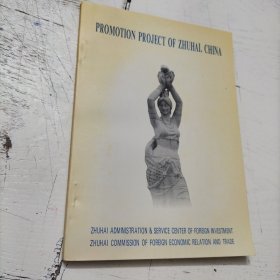 PROMOTION PROJECT OF ZHUHAI, CHINA
ZHUHAI ADMINISTRATION & SERVICE CENTER OF FOREIGN INVESTMENT
ZHUHAI COMMISSION OF FOREIGN ECONOMIC RELATION AND TRADE